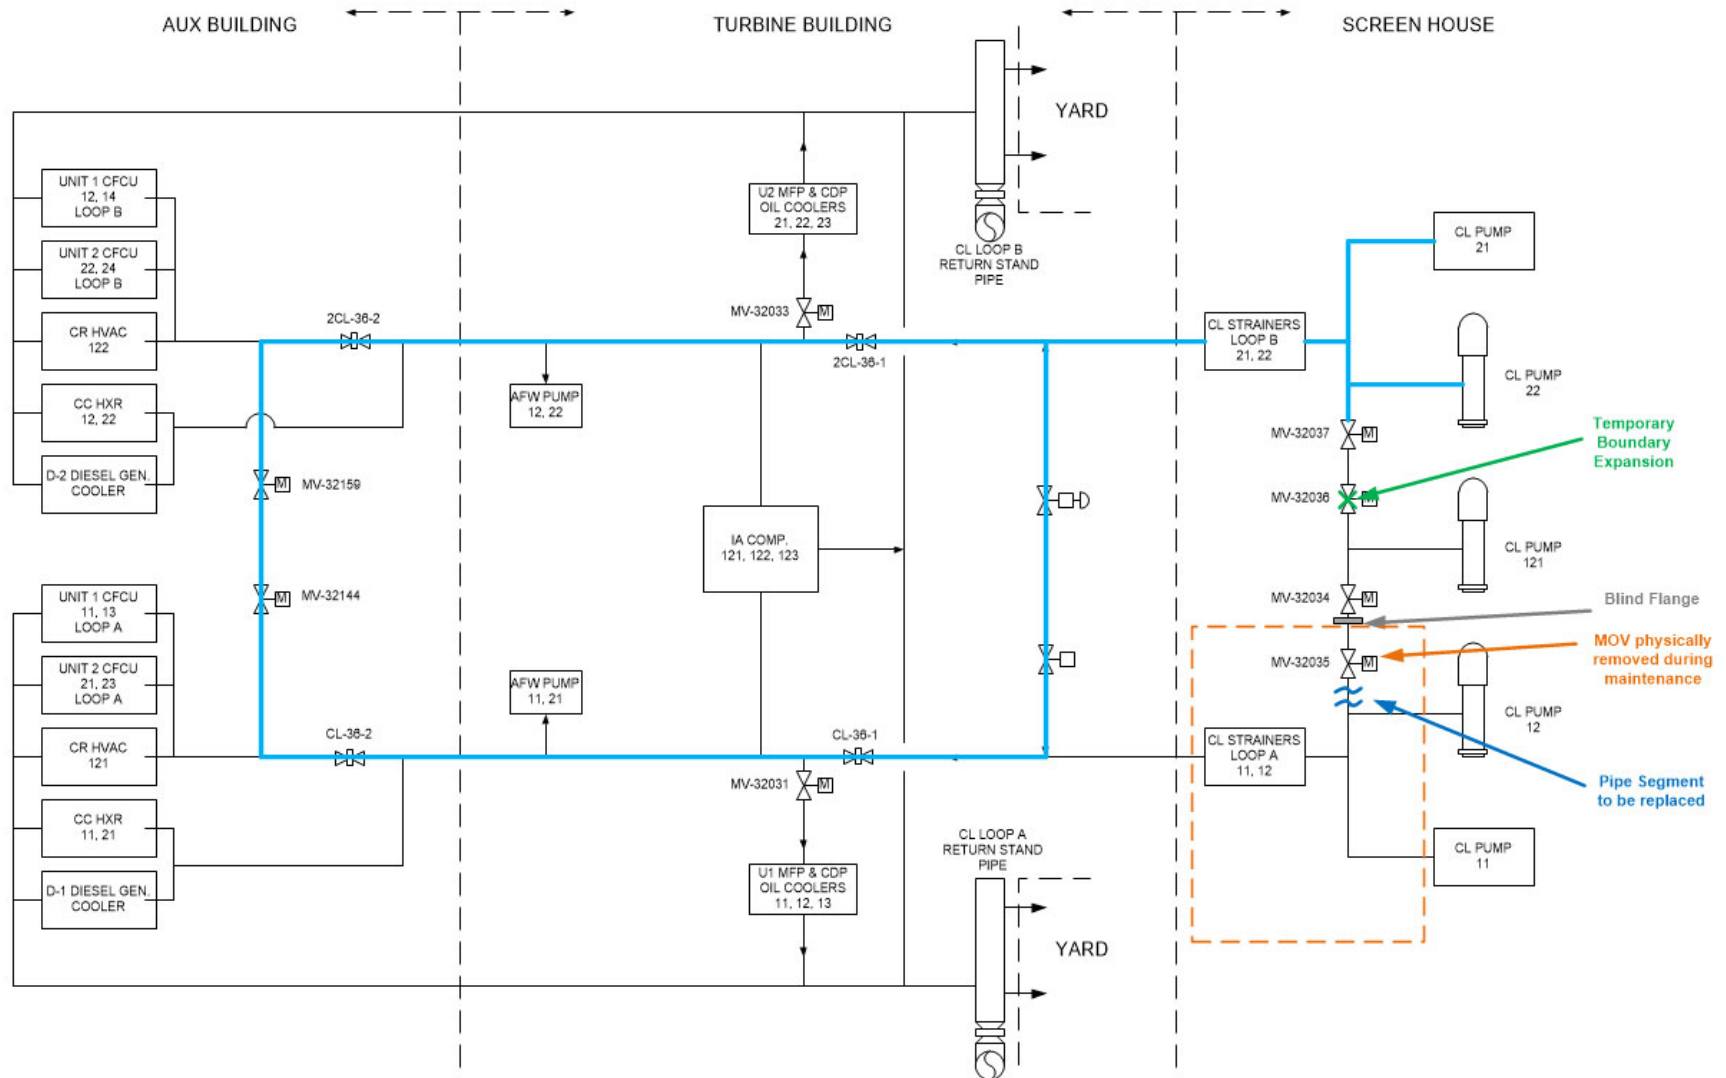 AUX BUILDING
TURBINE BUILDING
SCREEN HOUSE
YARD
UNIT 1 CFCU
12, 14
LOOP B
UNIT 2 CFCU
22, 24
LOOP B
CR HVAC
122
CC HXR
12, 22
D-2 DIESEL GEN.
COOLER
2CL-36-2
MV-32159
MV-32144
U2 MFP & CDP
OIL COOLERS
21, 22, 23
MV-32033
2CL-36-1
AFW PUMP
12, 22
CL LOOP B
RETURN STAND
PIPE
IA COMP.
121, 122, 123
CL STRAINERS
LOOP B
21, 22
CL PUMP
21
CL PUMP
22
MV-32037
M
Temporary
Boundary
Expansion
MV-32036
M
CL PUMP
121
MV-32034
M
Blind Flange
MOV physically
removed during
maintenance
MV-32035
M
CL PUMP
12
CL STRAINERS
LOOP A
11, 12
Pipe Segment
to be replaced
CL PUMP
11
UNIT 1 CFCU
11, 13
LOOP A
UNIT 2 CFCU
21, 23
LOOP A
CR HVAC
121
CC HXR
11, 21
D-1 DIESEL GEN.
COOLER
CL-36-2
AFW PUMP
11, 21
CL-36-1
MV-32031
M
U1 MFP & CDP
OIL COOLERS
11, 12, 13
CL LOOP A
RETURN STAND
PIPE
YARD
M
M
M